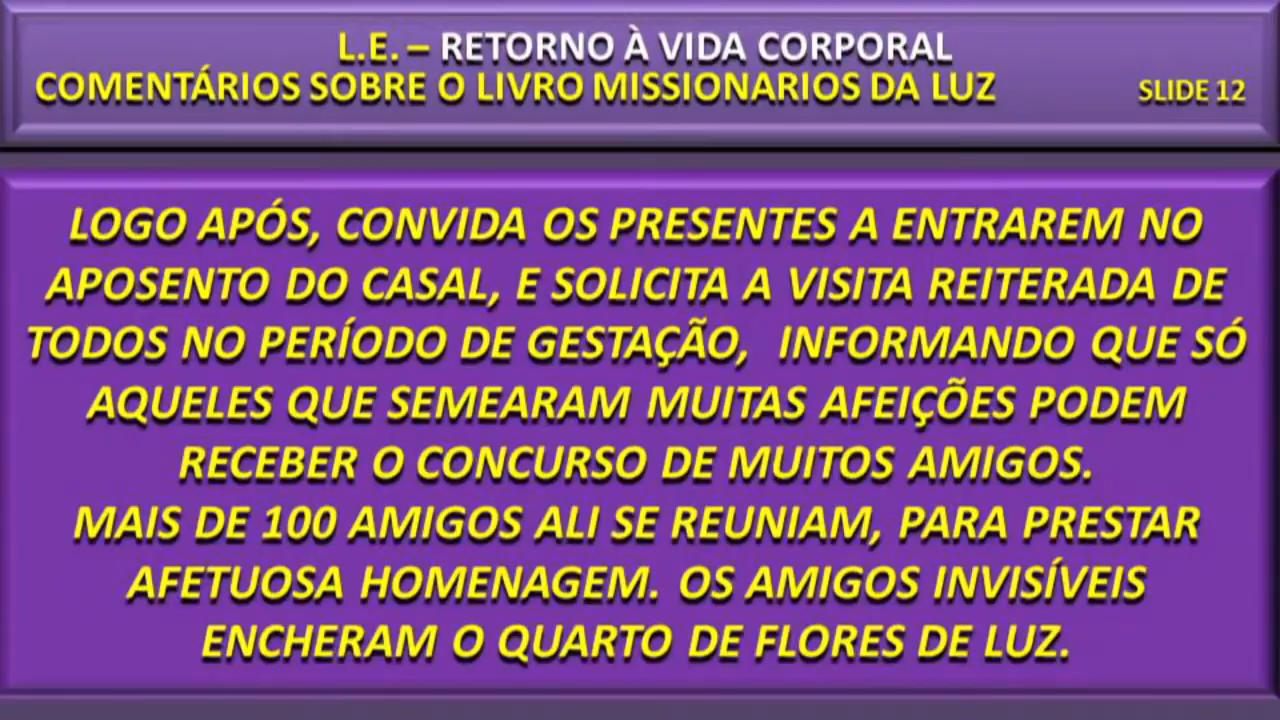 L.E. – RETORNO À VIDA CORPORAL
COMENTÁRIOS SOBRE O LIVRO MISSIONARIOS DA LUZ SLIDE 12
LOGO APÓS, CONVIDA OS PRESENTES A ENTRAREM NO
APOSENTO DO CASAL, E SOLICITA A VISITA REITERADA DE
TODOS NO PERÍODO DE GESTAÇÃO, INFORMANDO QUE SÓ
AQUELES QUE SEMEARAM MUITAS AFEIÇÕES PODEM
RECEBER O CONCURSO DE MUITOS AMIGOS.
MAIS DE 100 AMIGOS ALI SE REUNIAM, PARA PRESTAR
AFETUOSA HOMENAGEM. OS AMIGOS INVISÍVEIS
ENCHERAM O QUARTO DE FLORES DE LUZ.